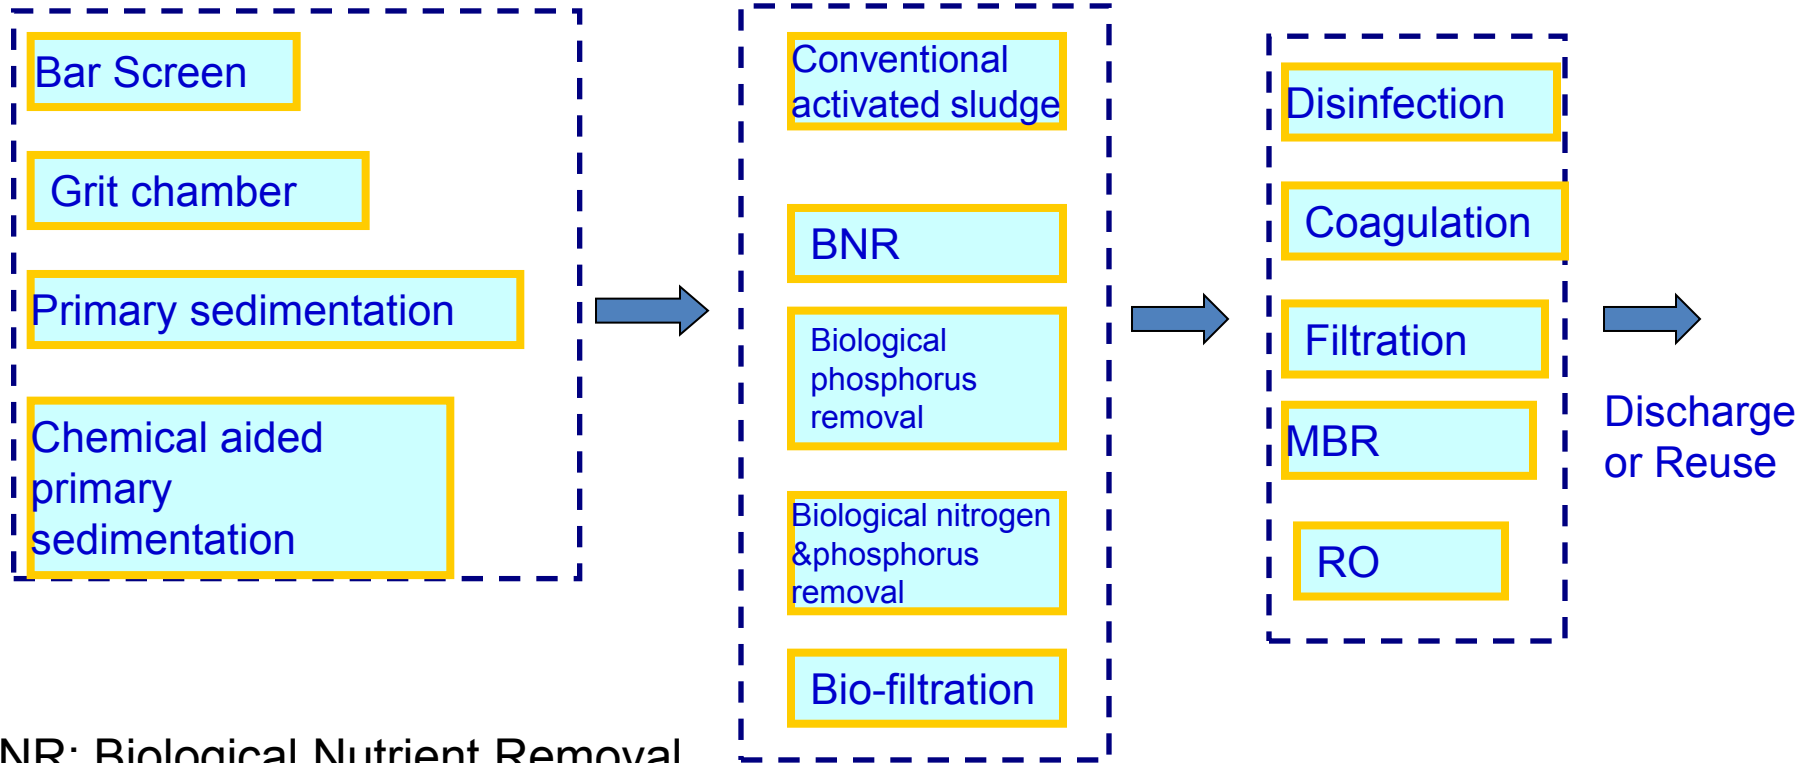 Bar Screen
Grit chamber
Primary sedimentation
Chemical aided
primary
sedimentation
Conventional
activated sludge
BNR
Biological
phosphorus
removal
Biological nitrogen
&phosphorus
removal
Bio-filtration
Disinfection
Coagulation
Filtration
MBR
RO
Discharge
or Reuse
NR: Biological Nutrient Removal